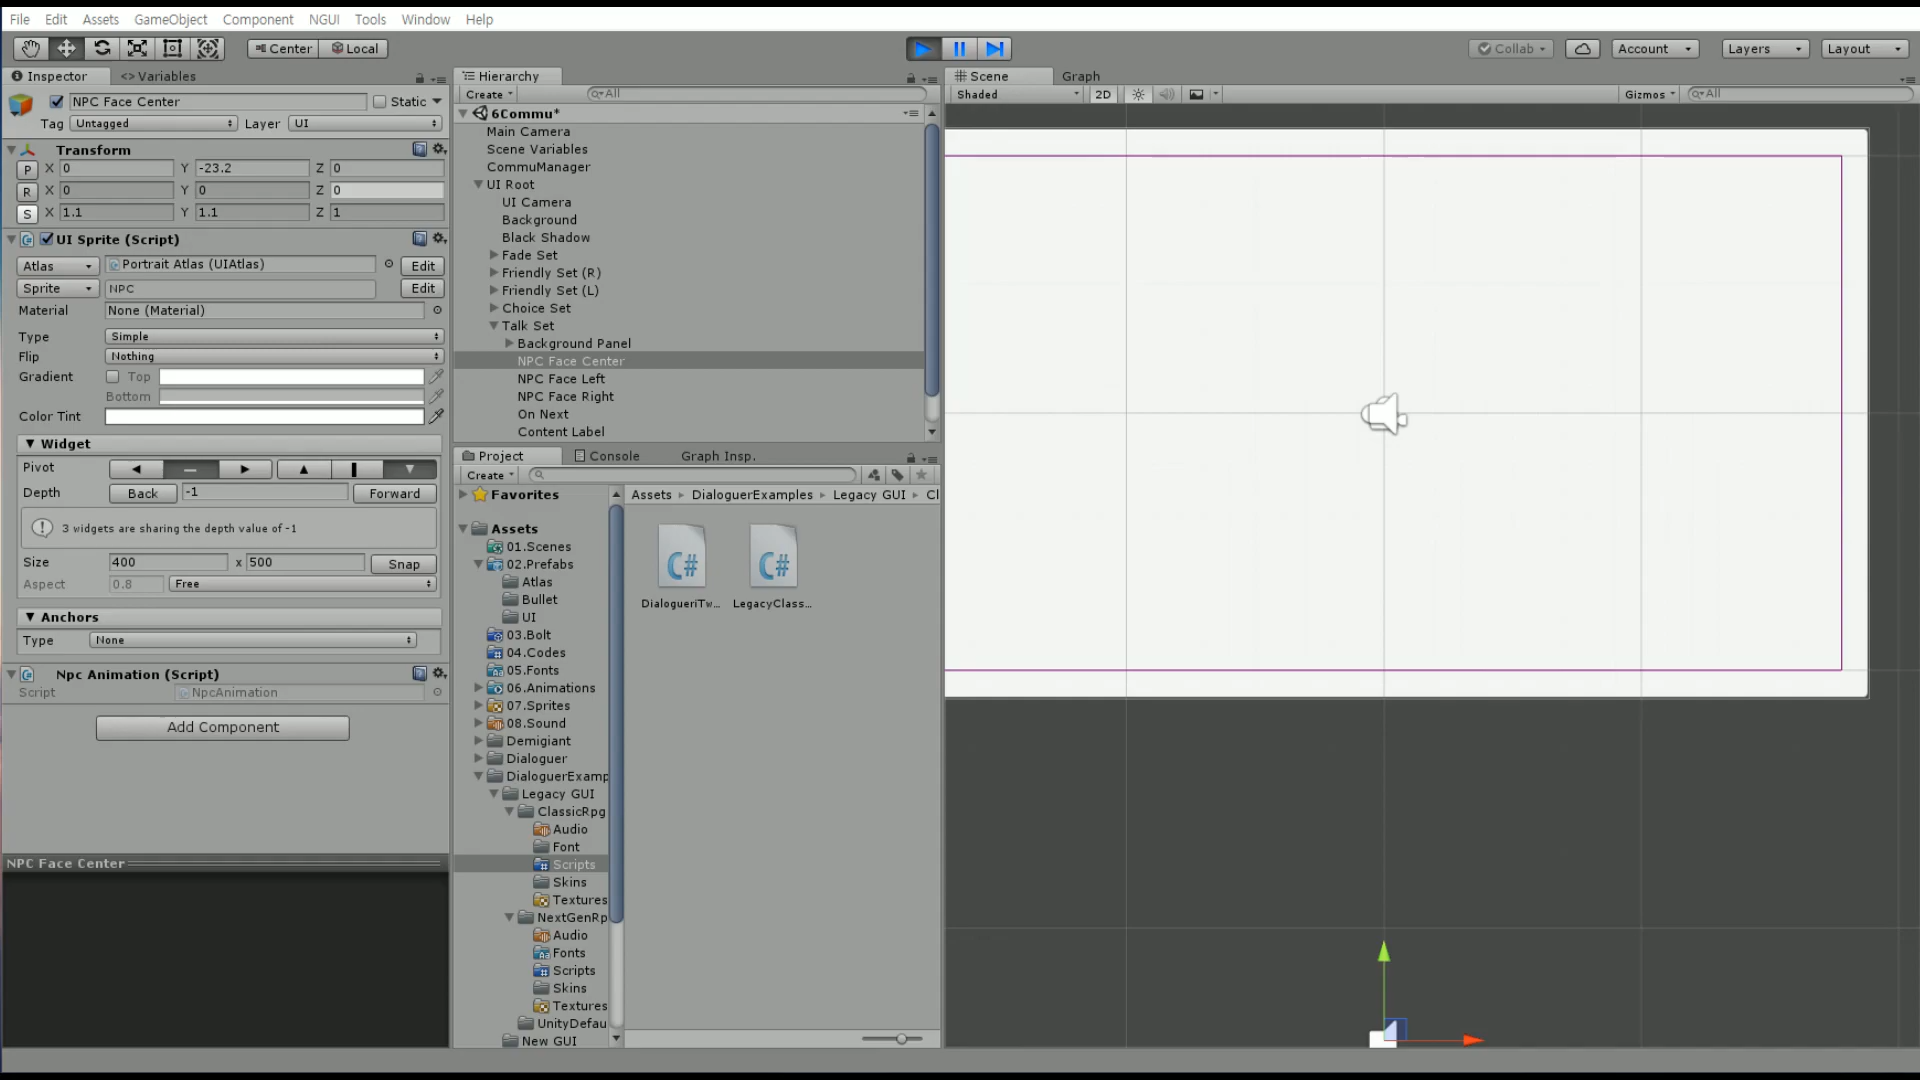 File Edit Assets GameObject Component NGUI Tools Window Help
Center Local Collab Account Layers Layout
Inspector <> Variables
NPC Face Center Static
Tag Untagged Layer UI
Transform
P X 0 Y -23.2 Z 0
R X 0 Y 0 Z 0
S X 1.1 Y 1.1 Z 1
UI Sprite (Script)
Atlas Portrait Atlas (UIAtlas) Edit
Sprite NPC Edit
Material None (Material)
Type Simple
Flip Nothing
Gradient Top
Bottom
Color Tint
Widget
Pivot
Depth Back -1 Forward
3 widgets are sharing the depth value of -1
Size 400 x 500 Snap
Aspect 0.8 Free
Anchors
Type None
Npc Animation (Script)
Script NpcAnimation
Add Component
NPC Face Center
Hierarchy
Create All
6Commu*
Main Camera
Scene Variables
CommuManager
UI Root
UI Camera
Background
Black Shadow
Fade Set
Friendly Set (R)
Friendly Set (L)
Choice Set
Talk Set
Background Panel
NPC Face Center
NPC Face Left
NPC Face Right
On Next
Content Label
Project Console Graph Insp.
Create
Favorites
Assets
01.Scenes
02.Prefabs
Atlas
Bullet
UI
03.Bolt
04.Codes
05.Fonts
06.Animations
07.Sprites
08.Sound
Demigiant
Dialoguer
DialoguerExamp
Legacy GUI
ClassicRpg
Audio
Font
Scripts
Skins
Textures
NextGenRp
Audio
Fonts
Scripts
Skins
Textures
UnityDefau
New GUI
Assets DialoguerExamples Legacy GUI Cl
C# C#
DialogueriTw... LegacyClass...
Scene Graph
Shaded 2D Gizmos All